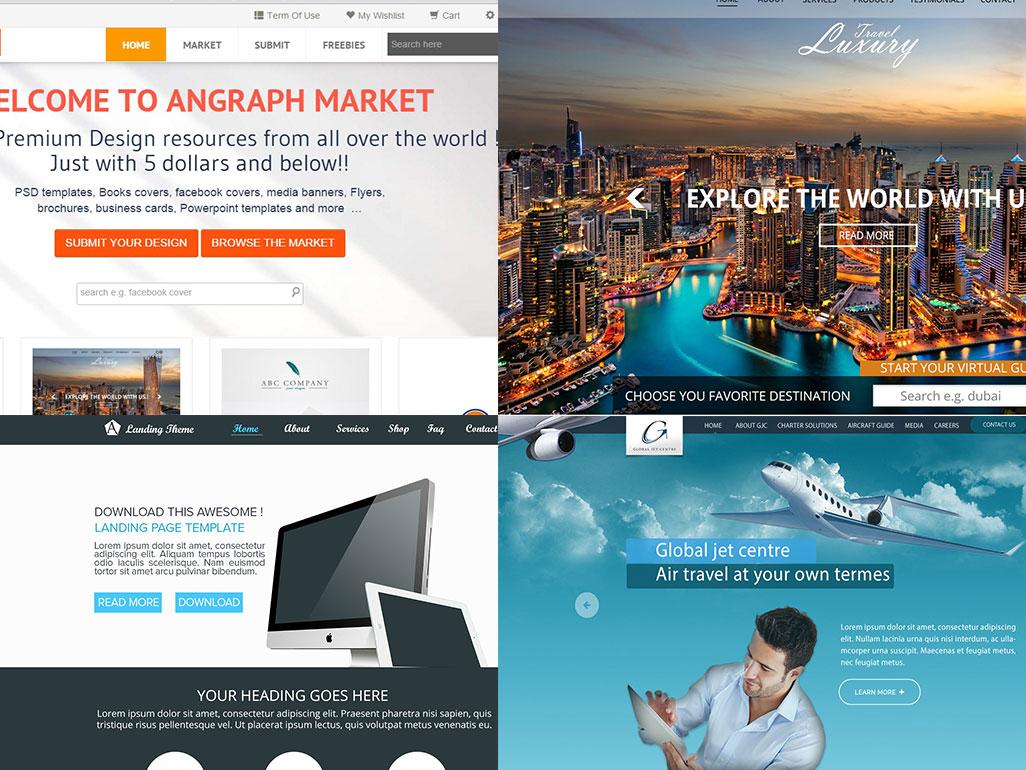 Term Of Use
My Wishlist
Cart
HOME
MARKET
SUBMIT
FREEBIES
Search here
ELCOME TO ANGRAPH MARKET
Premium Design resources from all over the world !
Just with 5 dollars and below!!
PSD templates, Books covers, facebook covers, media banners, Flyers,
brochures, business cards, Powerpoint templates and more ...
SUBMIT YOUR DESIGN
BROWSE THE MARKET
search e.g. facebook cover
Luxury
EXPLORE THE WORLD WITH US!
ABC COMPANY
HOME
ABOUT
SERVICES
PRODUCTS
TESTIMONIALS
CONTACT
Travel
Luxury
EXPLORE THE WORLD WITH U
READ MORE
START YOUR VIRTUAL GU
CHOOSE YOU FAVORITE DESTINATION
Search e.g. dubai
Landing Theme
Home
About
Services
Shop
Faq
Contact
DOWNLOAD THIS AWESOME !
LANDING PAGE TEMPLATE
Lorem ipsum dolor sit amet, consectetur
adipiscing elit. Aliquam tempus lobortis
odio iaculis scelerisque. Nam euismod
tortor sit amet arcu pulvinar bibendum.
READ MORE
DOWNLOAD
YOUR HEADING GOES HERE
Lorem ipsum dolor sit amet, consectetur adipiscing elit. Praesent pharetra nisi sapien, quis
tristique risus pellentesque vel. Ut placerat ipsum lectus, quis volutpat metus venenatis eu.
G
GLOBAL JET CENTRE
HOME
ABOUT GJC
CHARTER SOLUTIONS
AIRCRAFT GUIDE
MEDIA
CAREERS
CONTACT US
Global jet centre
Air travel at your own termes
Lorem ipsum dolor sit amet, consectetur adipiscing
elit. Nullam lacinia urna quis nisi interdum, ac ulla-
mcorper urna suscipit. Maecenas et feugiat metus,
nec feugiat metus.
LEARN MORE +